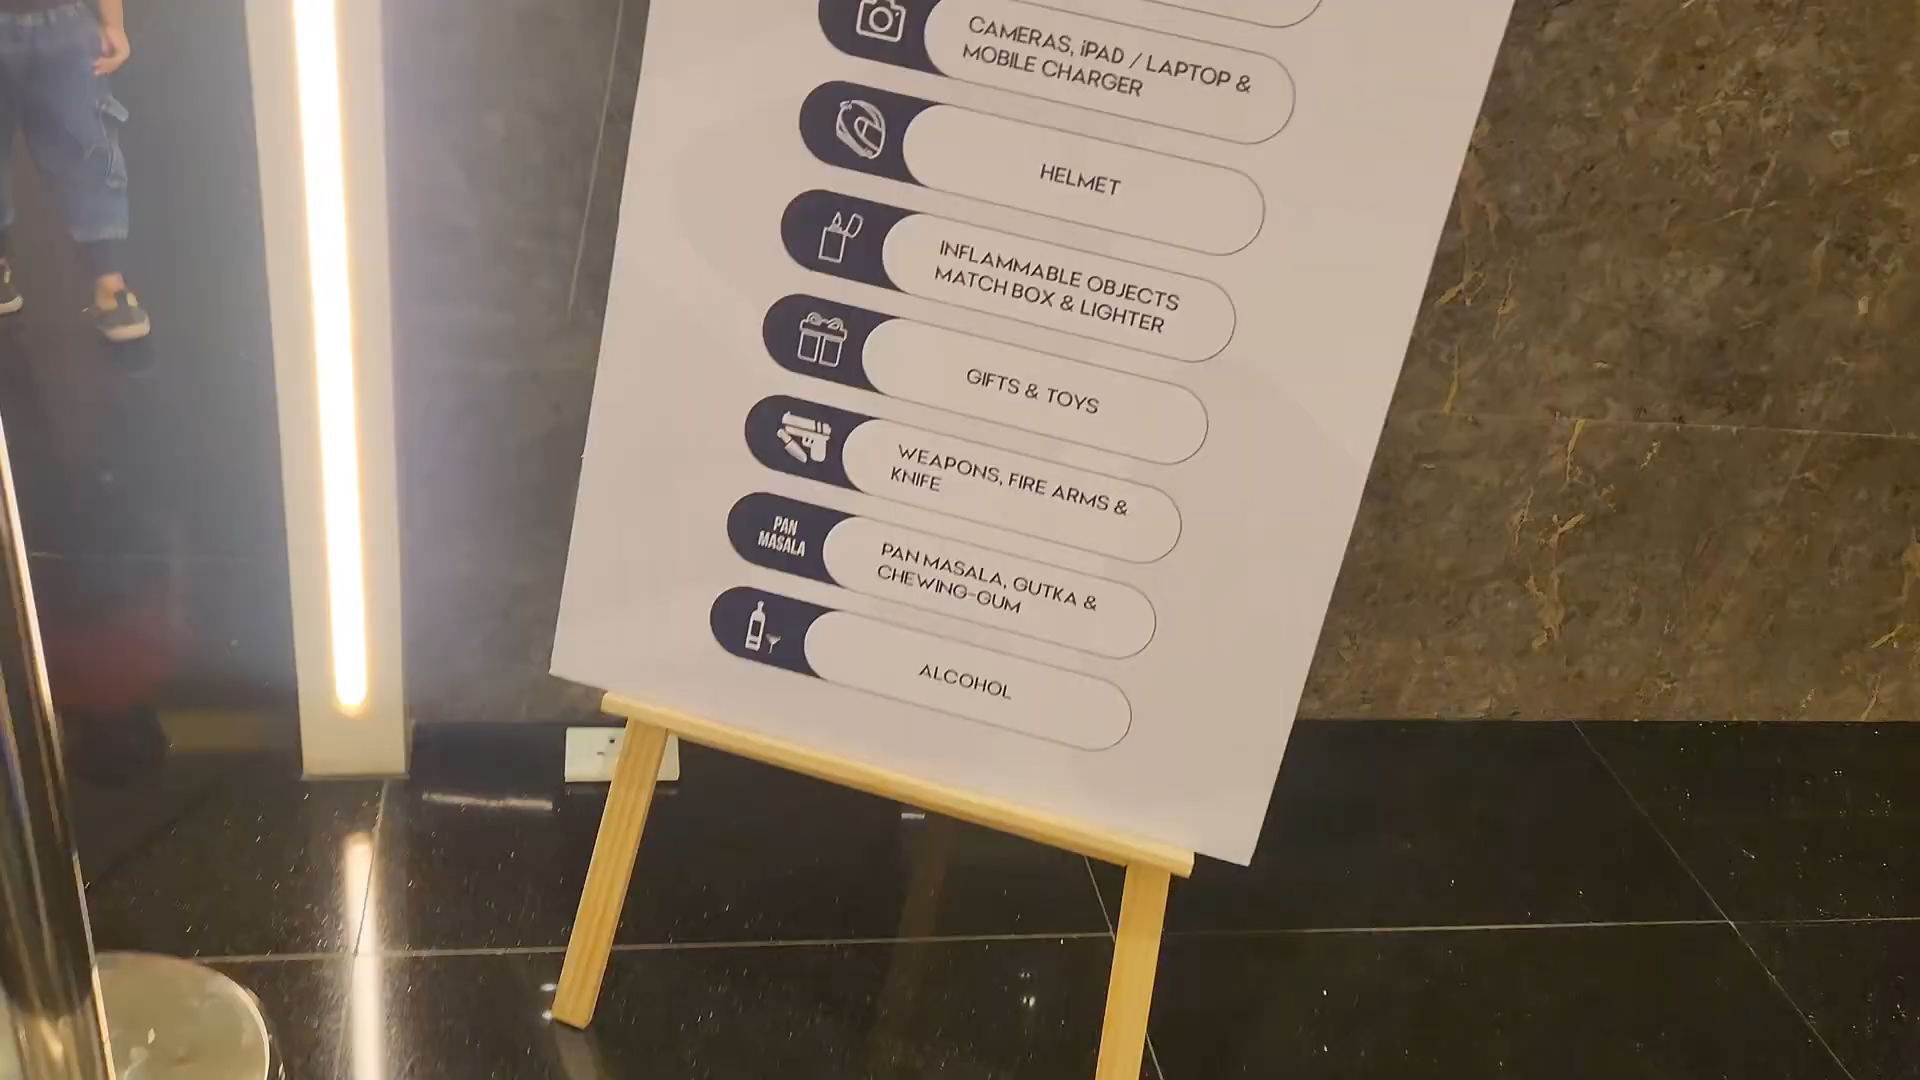 CAMERAS, iPAD / LAPTOP &
MOBILE CHARGER
HELMET
INFLAMMABLE OBJECTS
MATCH BOX & LIGHTER
GIFTS & TOYS
WEAPONS, FIRE ARMS &
KNIFE
PAN
MASALA
PAN MASALA, GUTKA &
CHEWING-GUM
ALCOHOL